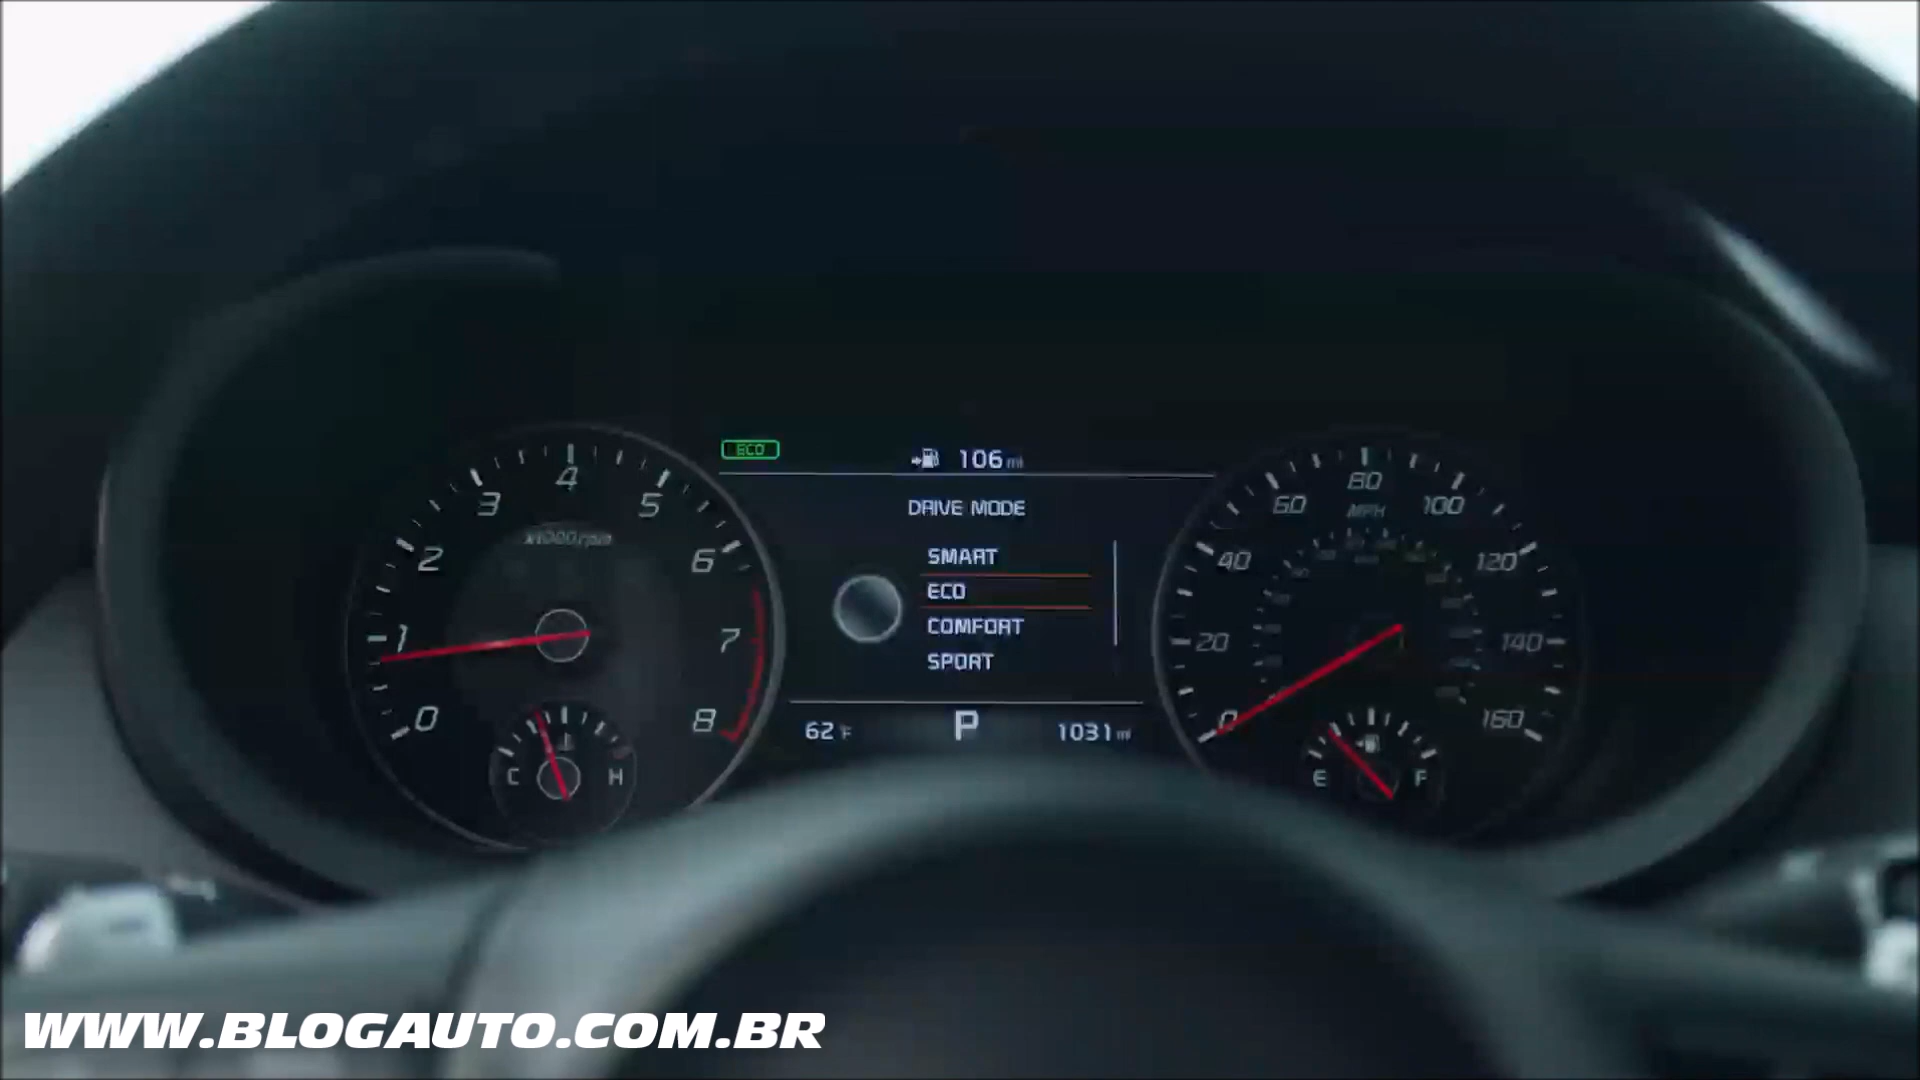 ECO
106 mi
DRIVE MODE
SMART
ECO
COMFORT
SPORT
62°F
P
1031 mi
0
1
2
3
4
5
6
7
8
x1000rpm
C
H
0
20
40
60
80
100
120
140
160
MPH
E
F
WWW.BLOGAUTO.COM.BR